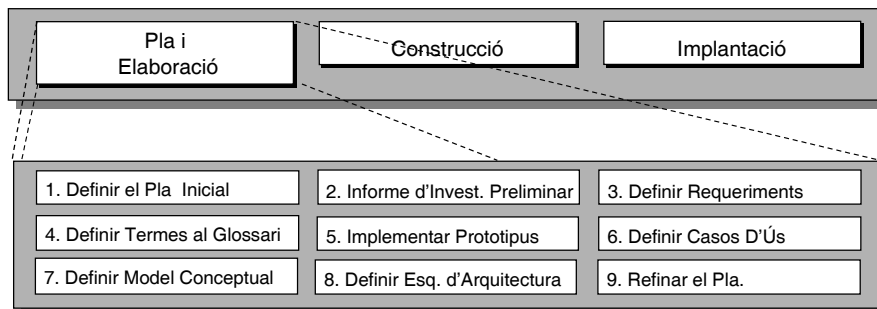 Pla i
Elaboració
Construcció
Implantació
1. Definir el Pla Inicial
2. Informe d'Invest. Preliminar
3. Definir Requeriments
4. Definir Termes al Glossari
5. Implementar Prototipus
6. Definir Casos D'Ús
7. Definir Model Conceptual
8. Definir Esq. d'Arquitectura
9. Refinar el Pla.